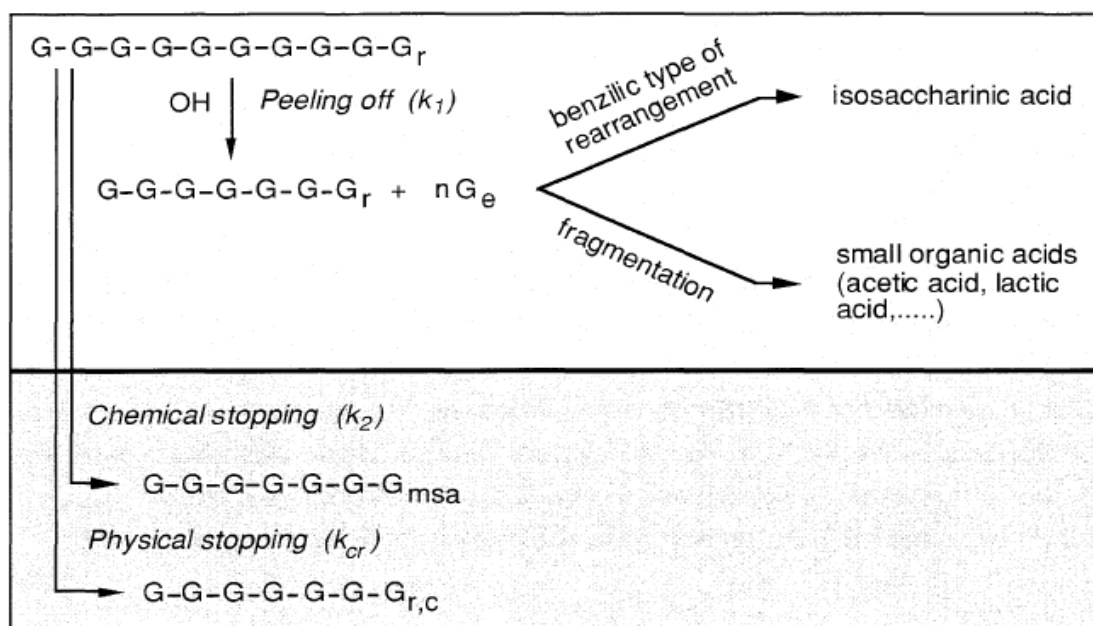 G-G-G-G-G-G-G-G-G-Gr
OH
Peeling off (k1)
G-G-G-G-G-G-Gr + nGe
benzilic type of
rearrangement
isosaccharinic acid
fragmentation
small organic acids
(acetic acid, lactic
acid,.....)
Chemical stopping (k2)
G-G-G-G-G-G-Gmsa
Physical stopping (kcr)
G-G-G-G-G-G-Gr,c